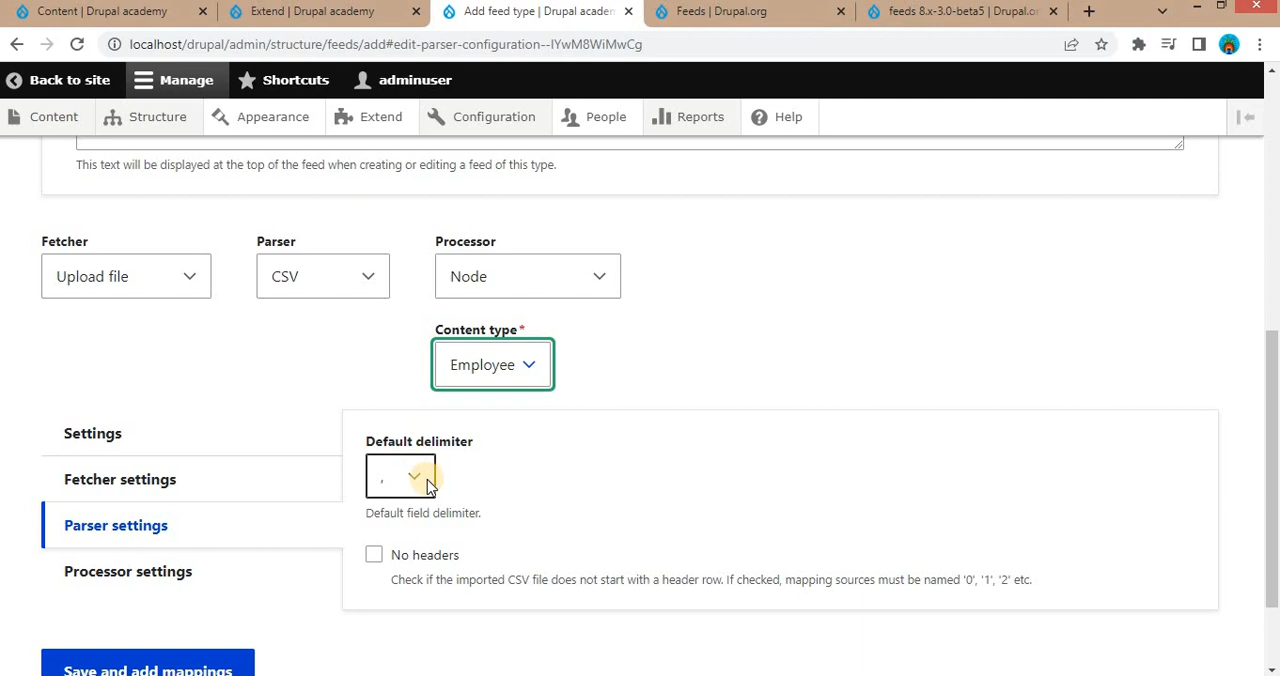 Content | Drupal academy
Extend | Drupal academy
Add feed type | Drupal academ
Feeds | Drupal.org
feeds 8.x-3.0-beta5 | Drupal.or
localhost/drupal/admin/structure/feeds/add#edit-parser-configuration--IYwM8WiMwCg
Back to site
Manage
Shortcuts
adminuser
Content
Structure
Appearance
Extend
Configuration
People
Reports
Help
This text will be displayed at the top of the feed when creating or editing a feed of this type.
Fetcher
Parser
Processor
Upload file
CSV
Node
Content type*
Employee
Settings
Fetcher settings
Parser settings
Processor settings
Default delimiter
,
Default field delimiter.
No headers
Check if the imported CSV file does not start with a header row. If checked, mapping sources must be named '0', '1', '2' etc.
Save and add mappings